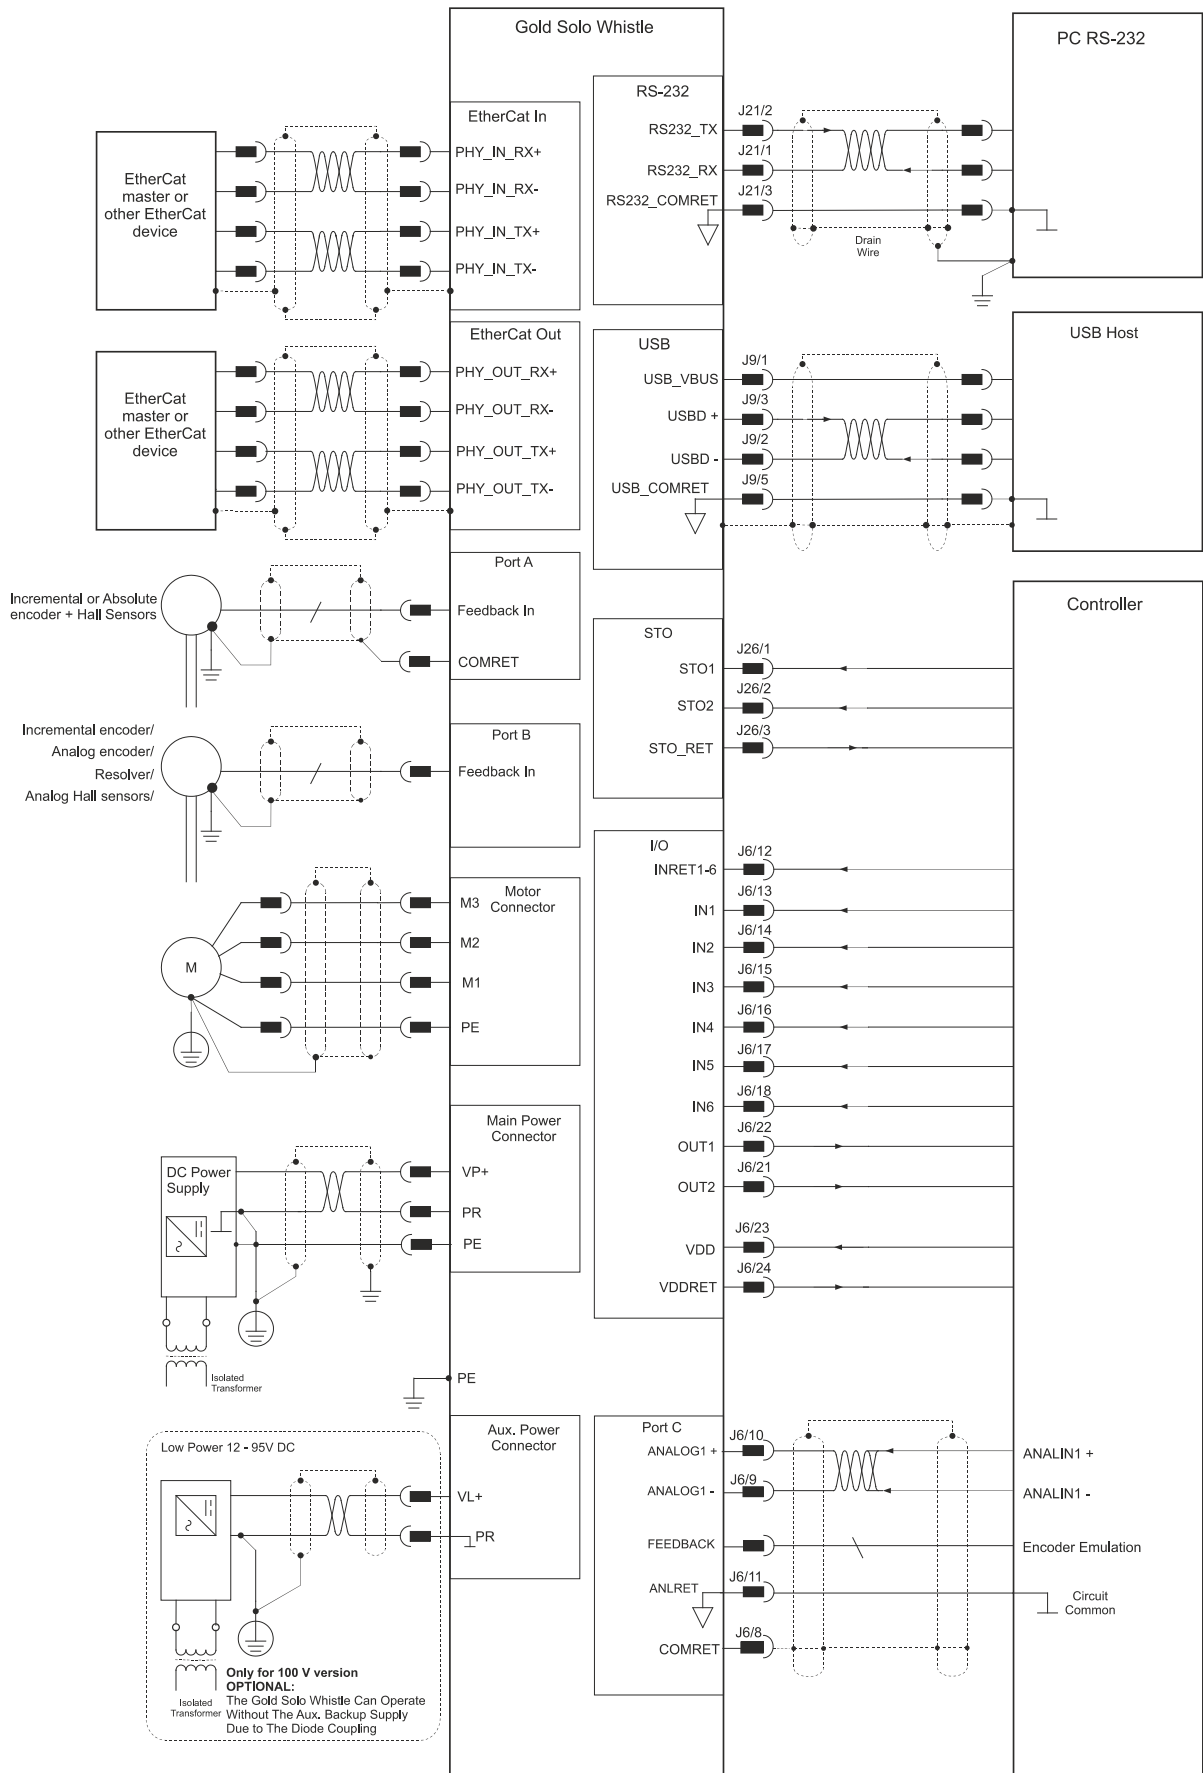 Gold Solo Whistle
PC RS-232
EtherCat
master or
other EtherCat
device
EtherCat In
PHY_IN_RX+
PHY_IN_RX-
PHY_IN_TX+
PHY_IN_TX-
RS-232
RS232_TX
RS232_RX
RS232_COMRET
J21/2
J21/1
J21/3
Drain
Wire
EtherCat
master or
other EtherCat
device
EtherCat Out
PHY_OUT_RX+
PHY_OUT_RX-
PHY_OUT_TX+
PHY_OUT_TX-
USB
USB_VBUS
USBD +
USBD -
USB_COMRET
J9/1
J9/3
J9/2
J9/5
USB Host
Incremental or Absolute
encoder + Hall Sensors
Port A
Feedback In
COMRET
STO
STO1
STO2
STO_RET
J26/1
J26/2
J26/3
Controller
Incremental encoder/
Analog encoder/
Resolver/
Analog Hall sensors/
Port B
Feedback In
M
M3
Motor
Connector
M2
M1
PE
I/O
INRET1-6
IN1
IN2
IN3
IN4
IN5
IN6
OUT1
OUT2
VDD
VDDRET
J6/12
J6/13
J6/14
J6/15
J6/16
J6/17
J6/18
J6/22
J6/21
J6/23
J6/24
DC Power
Supply
Main Power
Connector
VP+
PR
PE
Isolated
Transformer
PE
Low Power 12 - 95V DC
Aux. Power
Connector
VL+
PR
Isolated
Transformer
Only for 100 V version
OPTIONAL:
The Gold Solo Whistle Can Operate
Without The Aux. Backup Supply
Due to The Diode Coupling
Port C
ANALOG1 +
ANALOG1 -
FEEDBACK
ANLRET
COMRET
J6/10
J6/9
J6/11
J6/8
ANALIN1 +
ANALIN1 -
Encoder Emulation
Circuit
Common